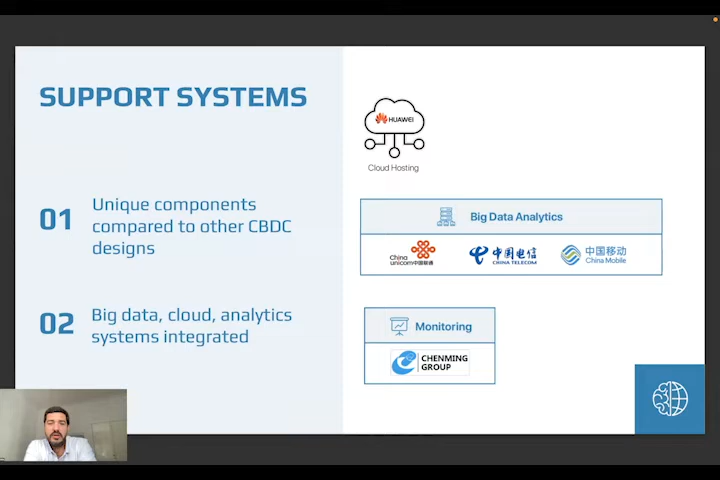 SUPPORT SYSTEMS
01
Unique components
compared to other CBDC
designs
02
Big data, cloud, analytics
systems integrated
HUAWEI
Cloud Hosting
Big Data Analytics
China
unicom中国联通
中国电信
CHINA TELECOM
中国移动
China Mobile
Monitoring
CHENMING
GROUP